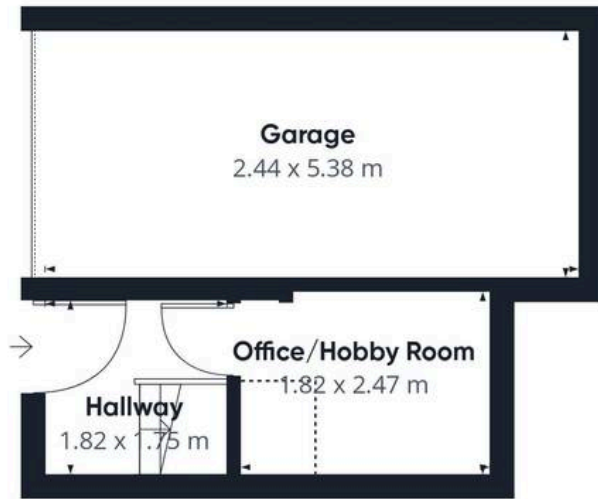 Garage
2.44 x 5.38 m
Office/Hobby Room
1.82 x 2.47 m
Hallway
1.82 x 1.75 m